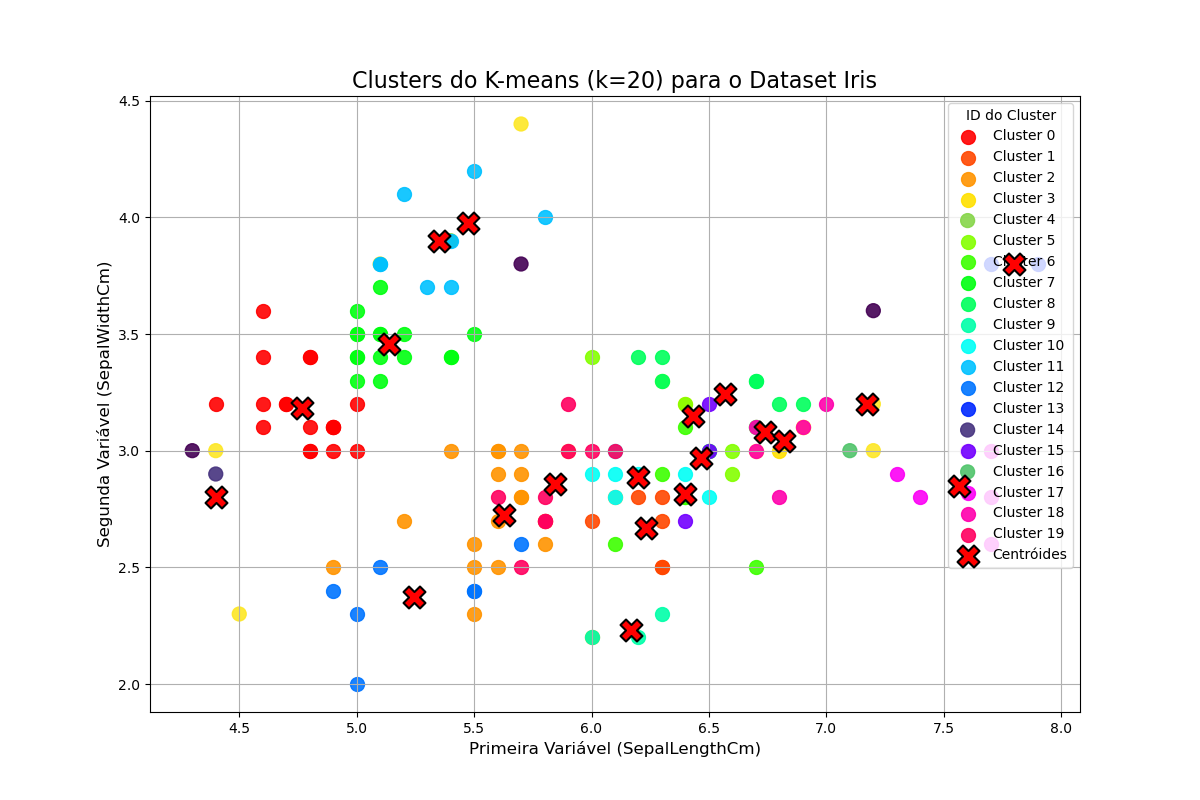 Clusters do K-means (k=20) para o Dataset Iris
Segunda Variável (SepalWidthCm)
4.5
4.0
3.5
3.0
2.5
2.0
4.5
5.0
5.5
6.0
6.5
7.0
7.5
8.0
Primeira Variável (SepalLengthCm)
ID do Cluster
Cluster 0
Cluster 1
Cluster 2
Cluster 3
Cluster 4
Cluster 5
Cluster 6
Cluster 7
Cluster 8
Cluster 9
Cluster 10
Cluster 11
Cluster 12
Cluster 13
Cluster 14
Cluster 15
Cluster 16
Cluster 17
Cluster 18
Cluster 19
Centróides